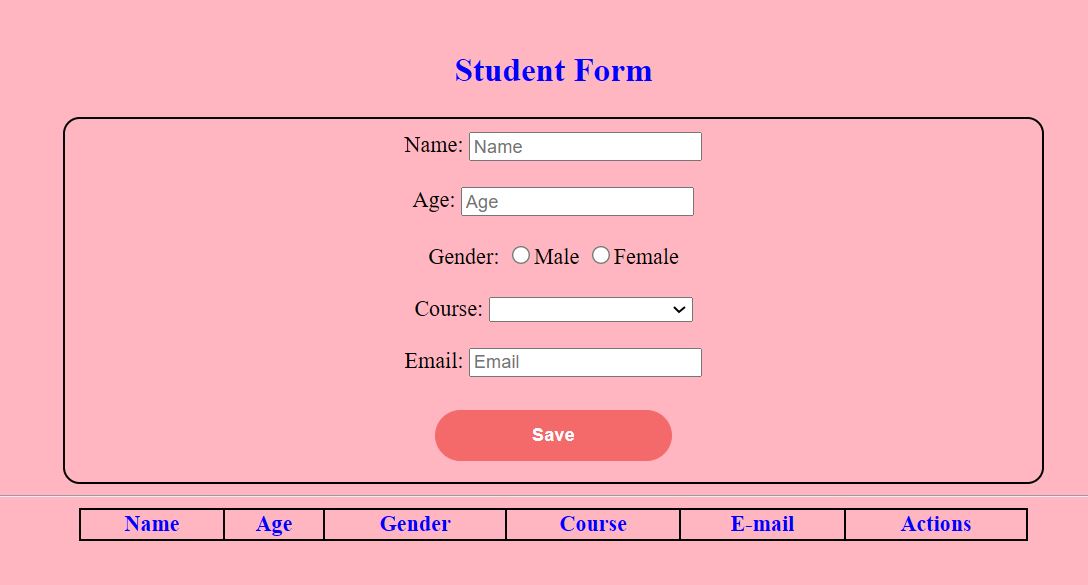 Student Form
Name: Name
Age: Age
Gender: Male Female
Course:
Email: Email
Save
Name Age Gender Course E-mail Actions